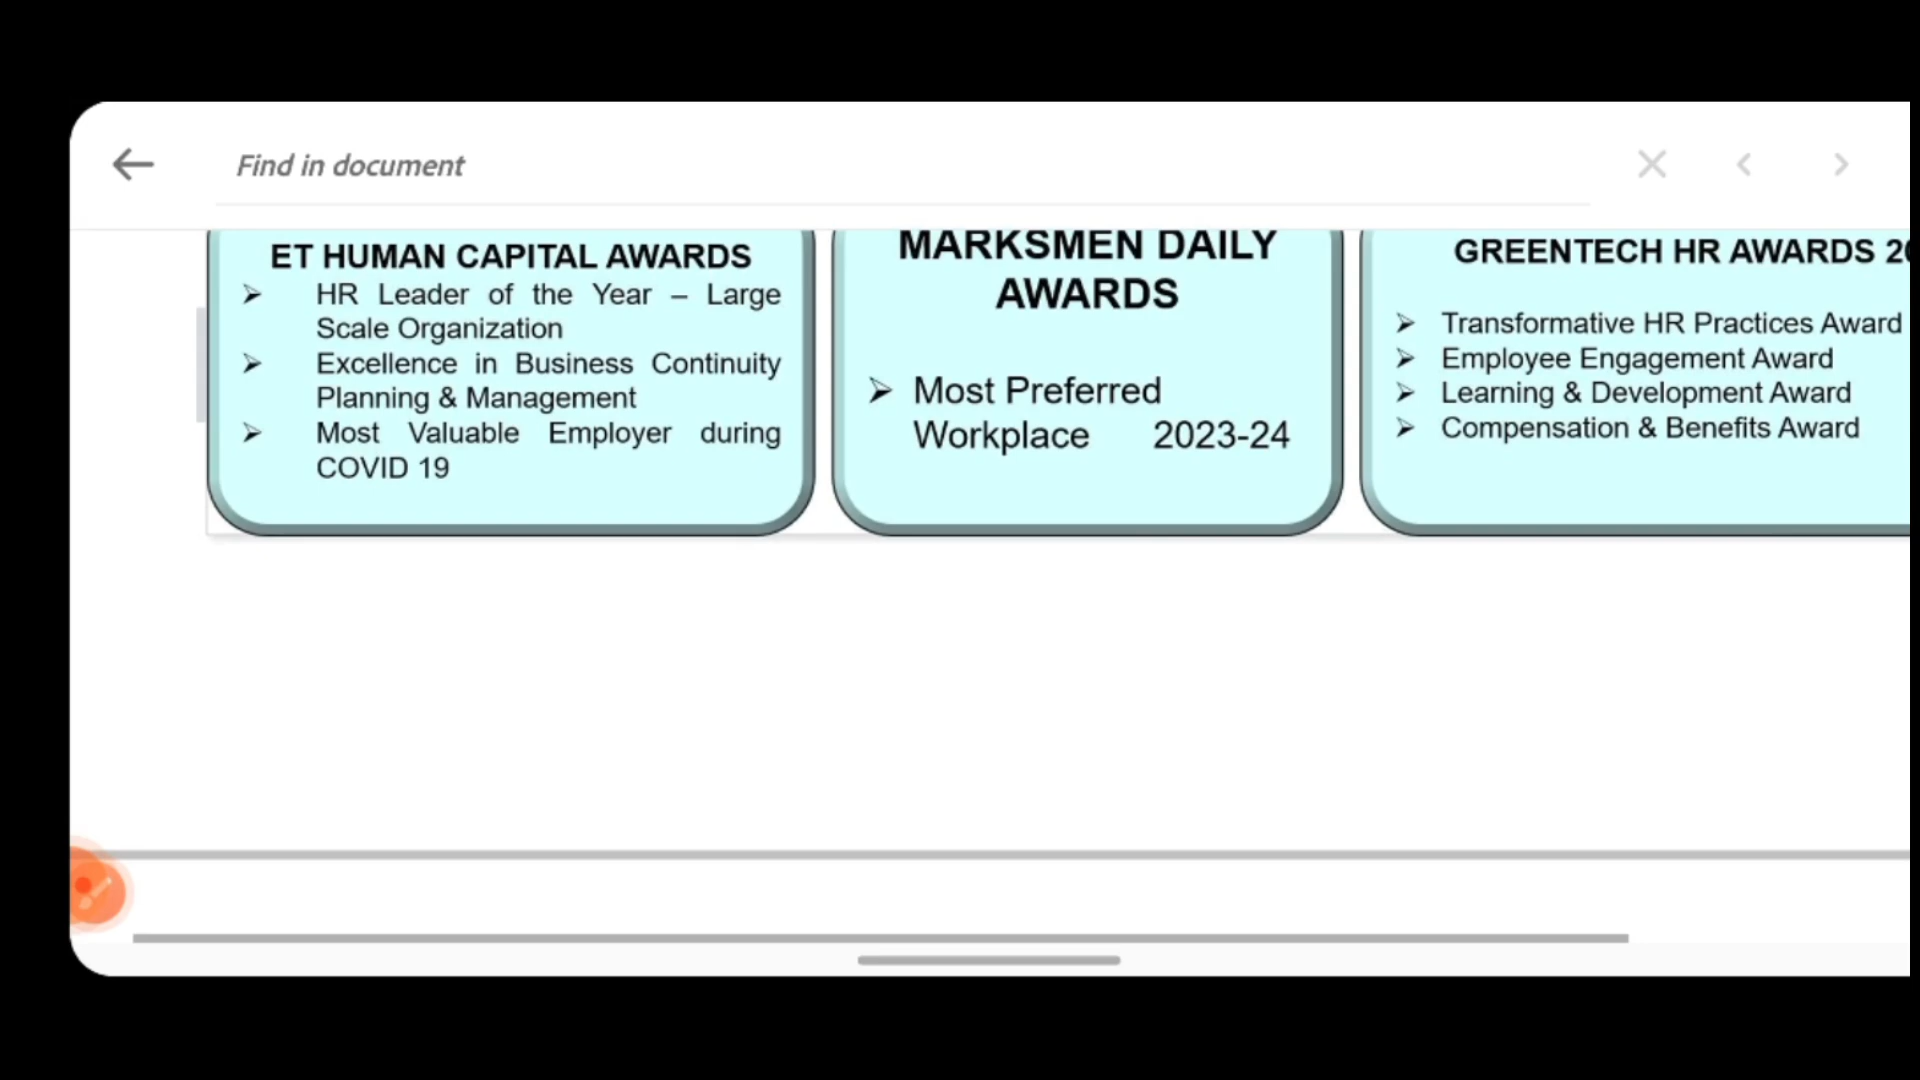 Find in document
ET HUMAN CAPITAL AWARDS
➢ HR Leader of the Year – Large
Scale Organization
➢ Excellence in Business Continuity
Planning & Management
➢ Most Valuable Employer during
COVID 19
MARKSMEN DAILY
AWARDS
➢ Most Preferred
Workplace 2023-24
GREENTECH HR AWARDS
➢ Transformative HR Practices Award
➢ Employee Engagement Award
➢ Learning & Development Award
➢ Compensation & Benefits Award